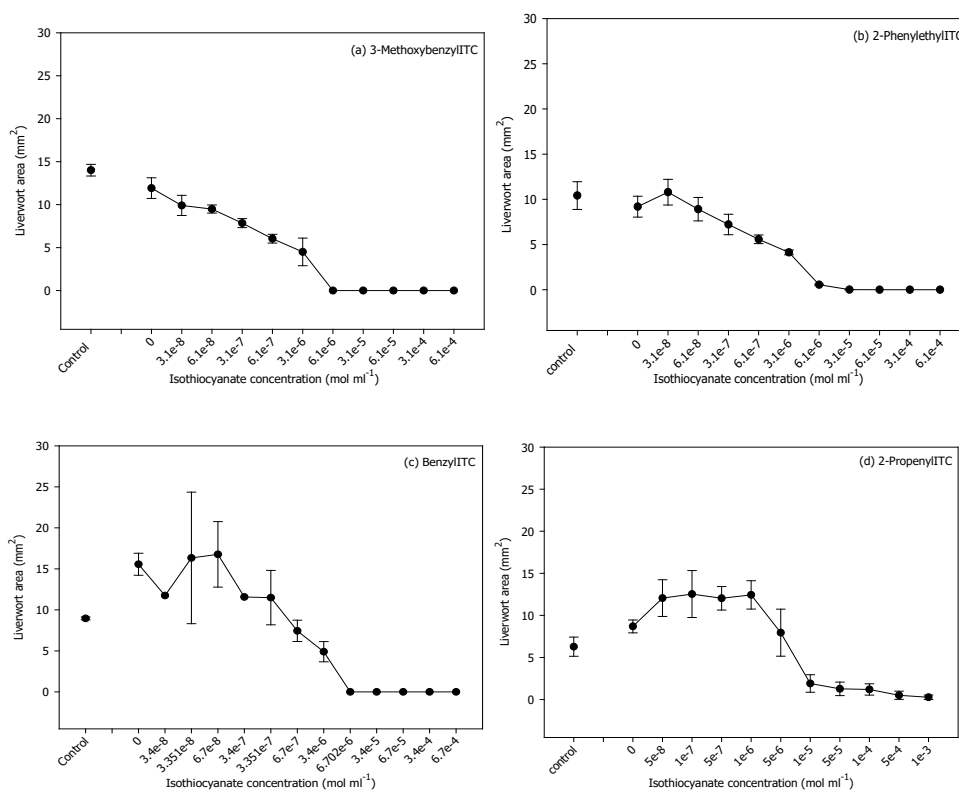 30
25
20
15
10
5
0
Liverwort area (mm²)
(a) 3-MethoxybenzylITC
Control
0
3.1e-8
6.1e-8
3.1e-7
6.1e-7
3.1e-6
6.1e-6
3.1e-5
6.1e-5
3.1e-4
6.1e-4
Isothiocyanate concentration (mol ml⁻¹)
30
25
20
15
10
5
0
Liverwort area (mm²)
(b) 2-PhenylethylITC
control
0
3.1e-8
6.1e-8
3.1e-7
6.1e-7
3.1e-6
6.1e-6
3.1e-5
6.1e-5
3.1e-4
6.1e-4
Isothiocyanate concentration (mol ml⁻¹)
30
25
20
15
10
5
0
Liverwort area (mm²)
(c) BenzylITC
Control
0
3.4e-8
3.351e-8
6.7e-8
3.4e-7
3.351e-7
6.7e-7
3.4e-6
6.702e-6
3.4e-5
6.7e-5
3.4e-4
6.7e-4
Isothiocyanate concentration (mol ml⁻¹)
30
25
20
15
10
5
0
Liverwort area (mm²)
(d) 2-PropenylITC
control
0
5e-8
1e-7
5e-7
1e-6
5e-6
1e-5
5e-5
1e-4
5e-4
1e-3
Isothiocyanate concentration (mol ml⁻¹)